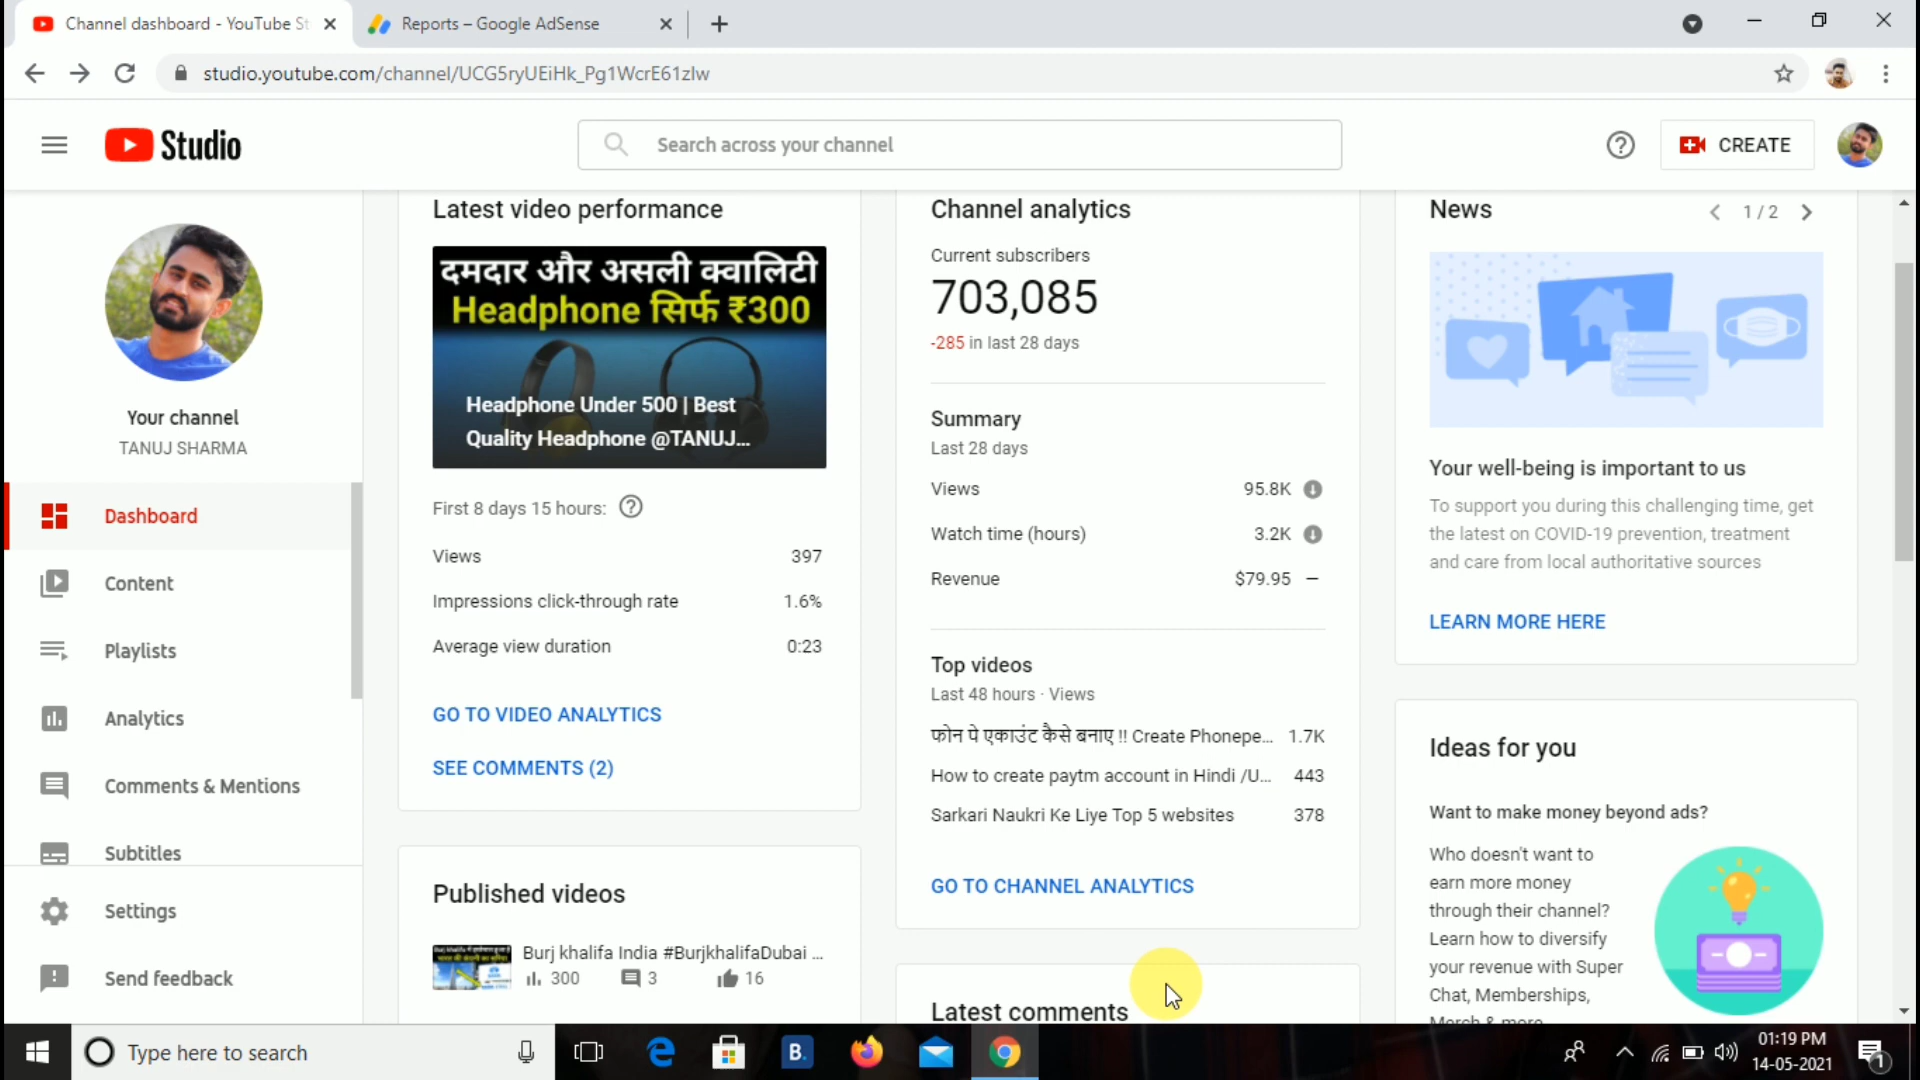 Channel dashboard - YouTube St
Reports – Google AdSense
studio.youtube.com/channel/UCG5ryUEiHk_Pg1WcrE61zIw
Studio
Search across your channel
CREATE
Your channel
TANUJ SHARMA
Dashboard
Content
Playlists
Analytics
Comments & Mentions
Subtitles
Settings
Send feedback
Latest video performance
दमदार और असली क्वालिटी
Headphone सिर्फ ₹300
Headphone Under 500 | Best
Quality Headphone @TANUJ...
First 8 days 15 hours:
Views 397
Impressions click-through rate 1.6%
Average view duration 0:23
GO TO VIDEO ANALYTICS
SEE COMMENTS (2)
Published videos
Burj khalifa India #BurjkhalifaDubai ...
300 3 16
Channel analytics
Current subscribers
703,085
-285 in last 28 days
Summary
Last 28 days
Views 95.8K
Watch time (hours) 3.2K
Revenue $79.95 —
Top videos
Last 48 hours · Views
फोन पे एकाउंट कैसे बनाए !! Create Phonepe... 1.7K
How to create paytm account in Hindi /U... 443
Sarkari Naukri Ke Liye Top 5 websites 378
GO TO CHANNEL ANALYTICS
Latest comments
News
1 / 2
Your well-being is important to us
To support you during this challenging time, get
the latest on COVID-19 prevention, treatment
and care from local authoritative sources
LEARN MORE HERE
Ideas for you
Want to make money beyond ads?
Who doesn't want to
earn more money
through their channel?
Learn how to diversify
your revenue with Super
Chat, Memberships,
Merch & more
Type here to search
B.
01:19 PM
14-05-2021
1